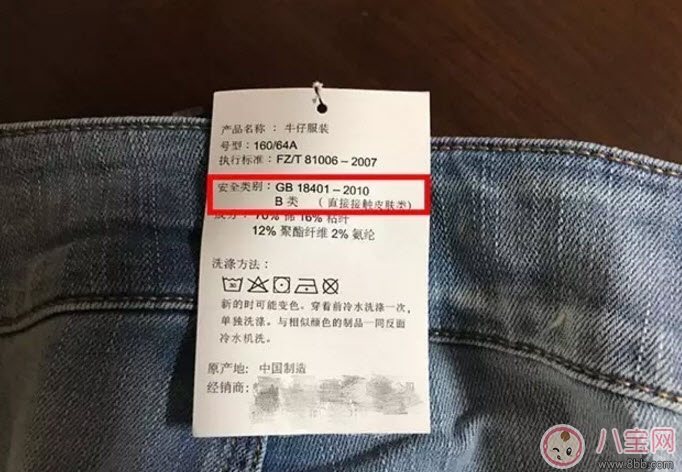 产品名称：牛仔服装
号型：160/64A
执行标准：FZ/T 81006-2007
安全类别：GB 18401-2010
B 类 （直接接触皮肤类）
成分：70% 棉 16% 粘纤
12% 聚酯纤维 2% 氨纶
洗涤方法：
30
新的时可能变色。穿着前冷水洗涤一次，
单独洗涤。与相似颜色的制品一同反面
冷水机洗。
原产地：中国制造
经销商：
八宝网
www.8bb.com